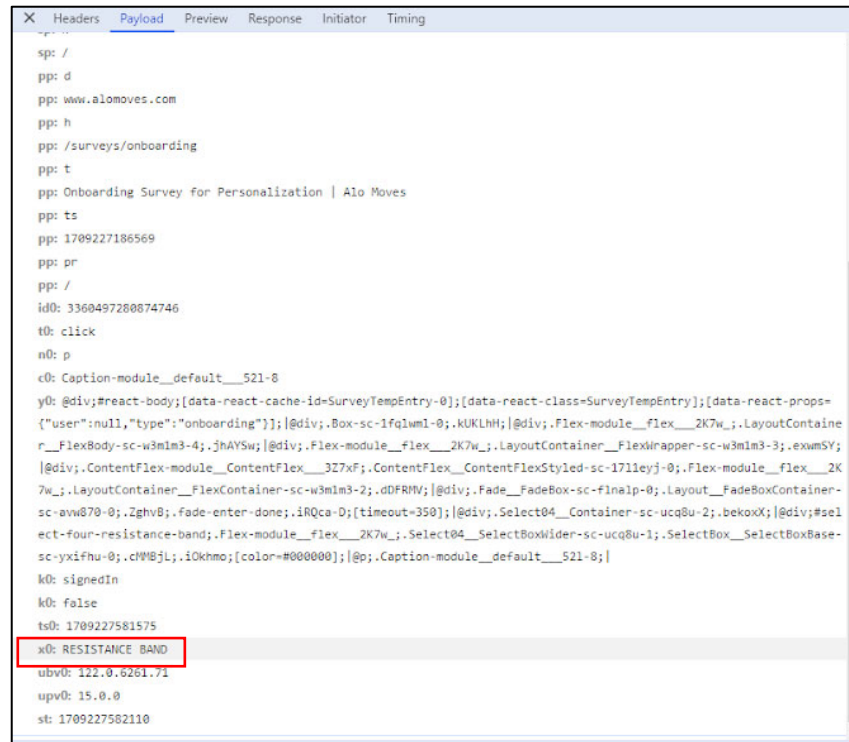 Headers Payload Preview Response Initiator Timing
sp: /
pp: d
pp: www.alomoves.com
pp: h
pp: /surveys/onboarding
pp: t
pp: Onboarding Survey for Personalization | Alo Moves
pp: ts
pp: 1709227186569
pp: pr
pp: /
id0: 3360497280874746
t0: click
n0: p
c0: Caption-module__default___52l-8
y0: @div;#react-body;[data-react-cache-id=SurveyTempEntry-0];[data-react-class=SurveyTempEntry];[data-react-props=
{"user":null,"type":"onboarding"}];|@div;.Box-sc-1fqlwml-0;.kUKLhH;|@div;.Flex-module__flex___2K7w_;.LayoutContaine
r__FlexBody-sc-w3m1m3-4;.jhAYSw;|@div;.Flex-module__flex___2K7w_;.LayoutContainer__FlexWrapper-sc-w3m1m3-3;.exwmSY;
|@div;.ContentFlex-module__ContentFlex___3Z7xF;.ContentFlex__ContentFlexStyled-sc-17l1eyj-0;.Flex-module__flex___2K
7w_;.LayoutContainer__FlexContainer-sc-w3m1m3-2;.dDFRMV;|@div;.Fade__FadeBox-sc-f1na1p-0;.Layout__FadeBoxContainer-
sc-avw870-0;.ZghvB;.fade-enter-done;.iRQca-D;[timeout=350];|@div;.Select04__Container-sc-ucq8u-2;.bekoxX;|@div;#sel
ect-four-resistance-band;.Flex-module__flex___2K7w_;.Select04__SelectBoxWider-sc-ucq8u-1;.SelectBox__SelectBoxBase-
sc-yxifhu-0;.cMMBjL;.iOkhmo;[color=#000000];|@p;.Caption-module__default___52l-8;|
k0: signedIn
k0: false
ts0: 1709227581575
x0: RESISTANCE BAND
ubv0: 122.0.6261.71
upv0: 15.0.0
st: 1709227582110